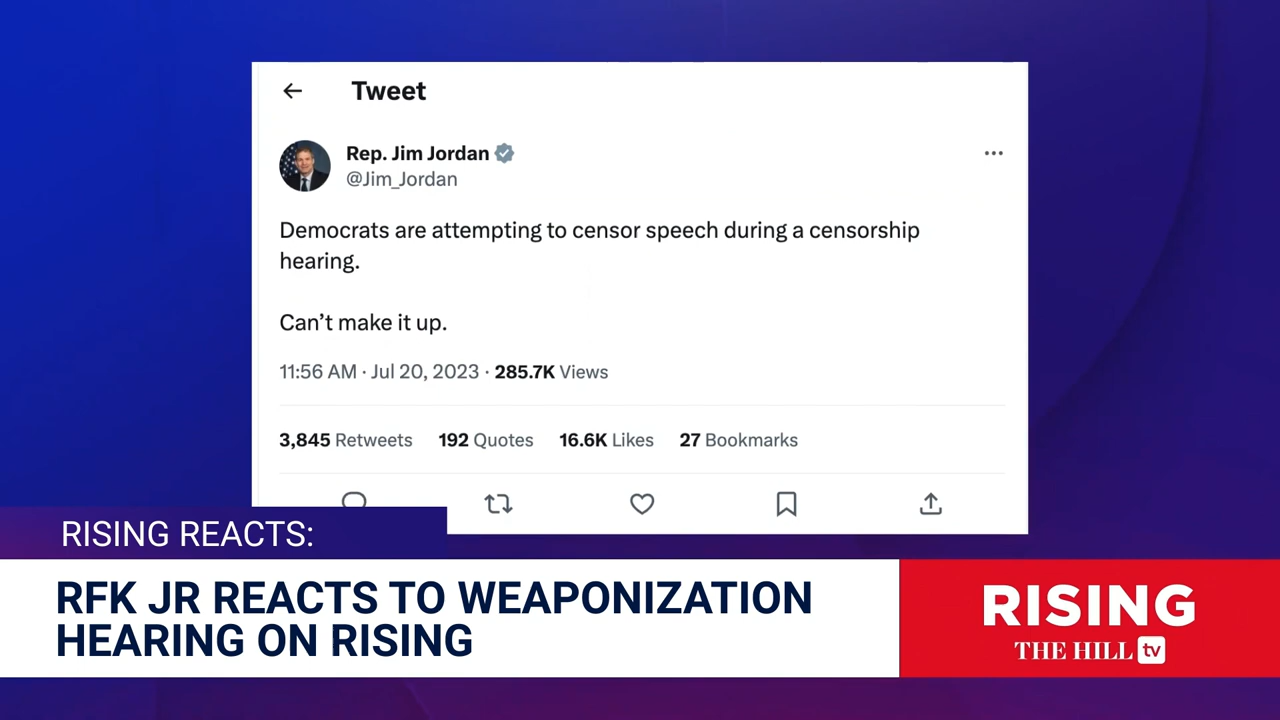 Tweet
Rep. Jim Jordan
@Jim_Jordan
Democrats are attempting to censor speech during a censorship
hearing.
Can’t make it up.
11:56 AM · Jul 20, 2023 · 285.7K Views
3,845 Retweets 192 Quotes 16.6K Likes 27 Bookmarks
RISING REACTS:
RFK JR REACTS TO WEAPONIZATION
HEARING ON RISING
RISING
THE HILL tv